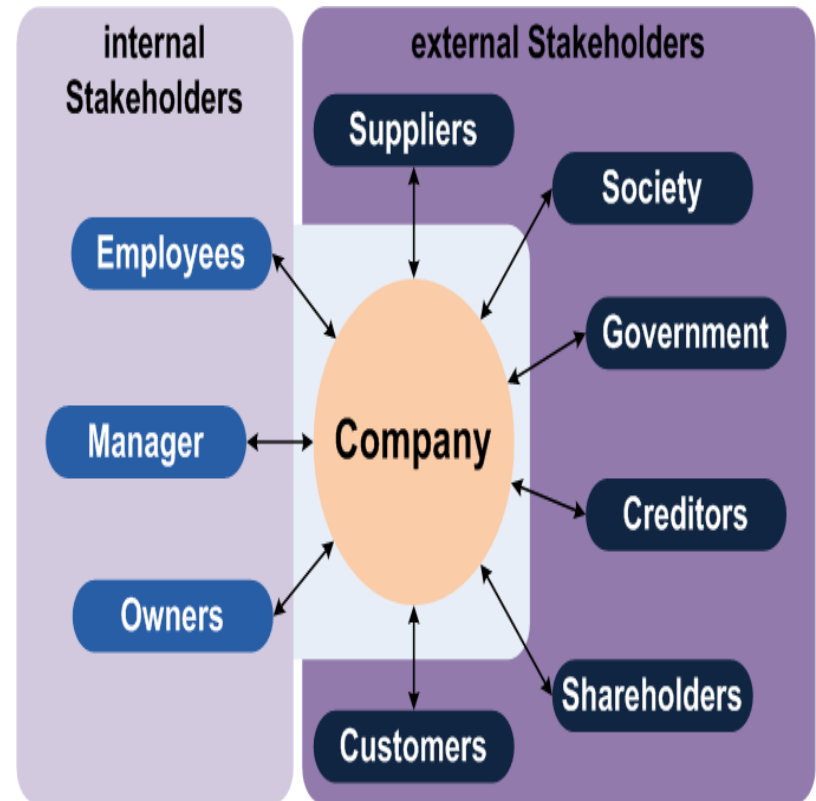 internal
Stakeholders
external Stakeholders
Suppliers
Society
Employees
Government
Manager
Company
Creditors
Owners
Shareholders
Customers